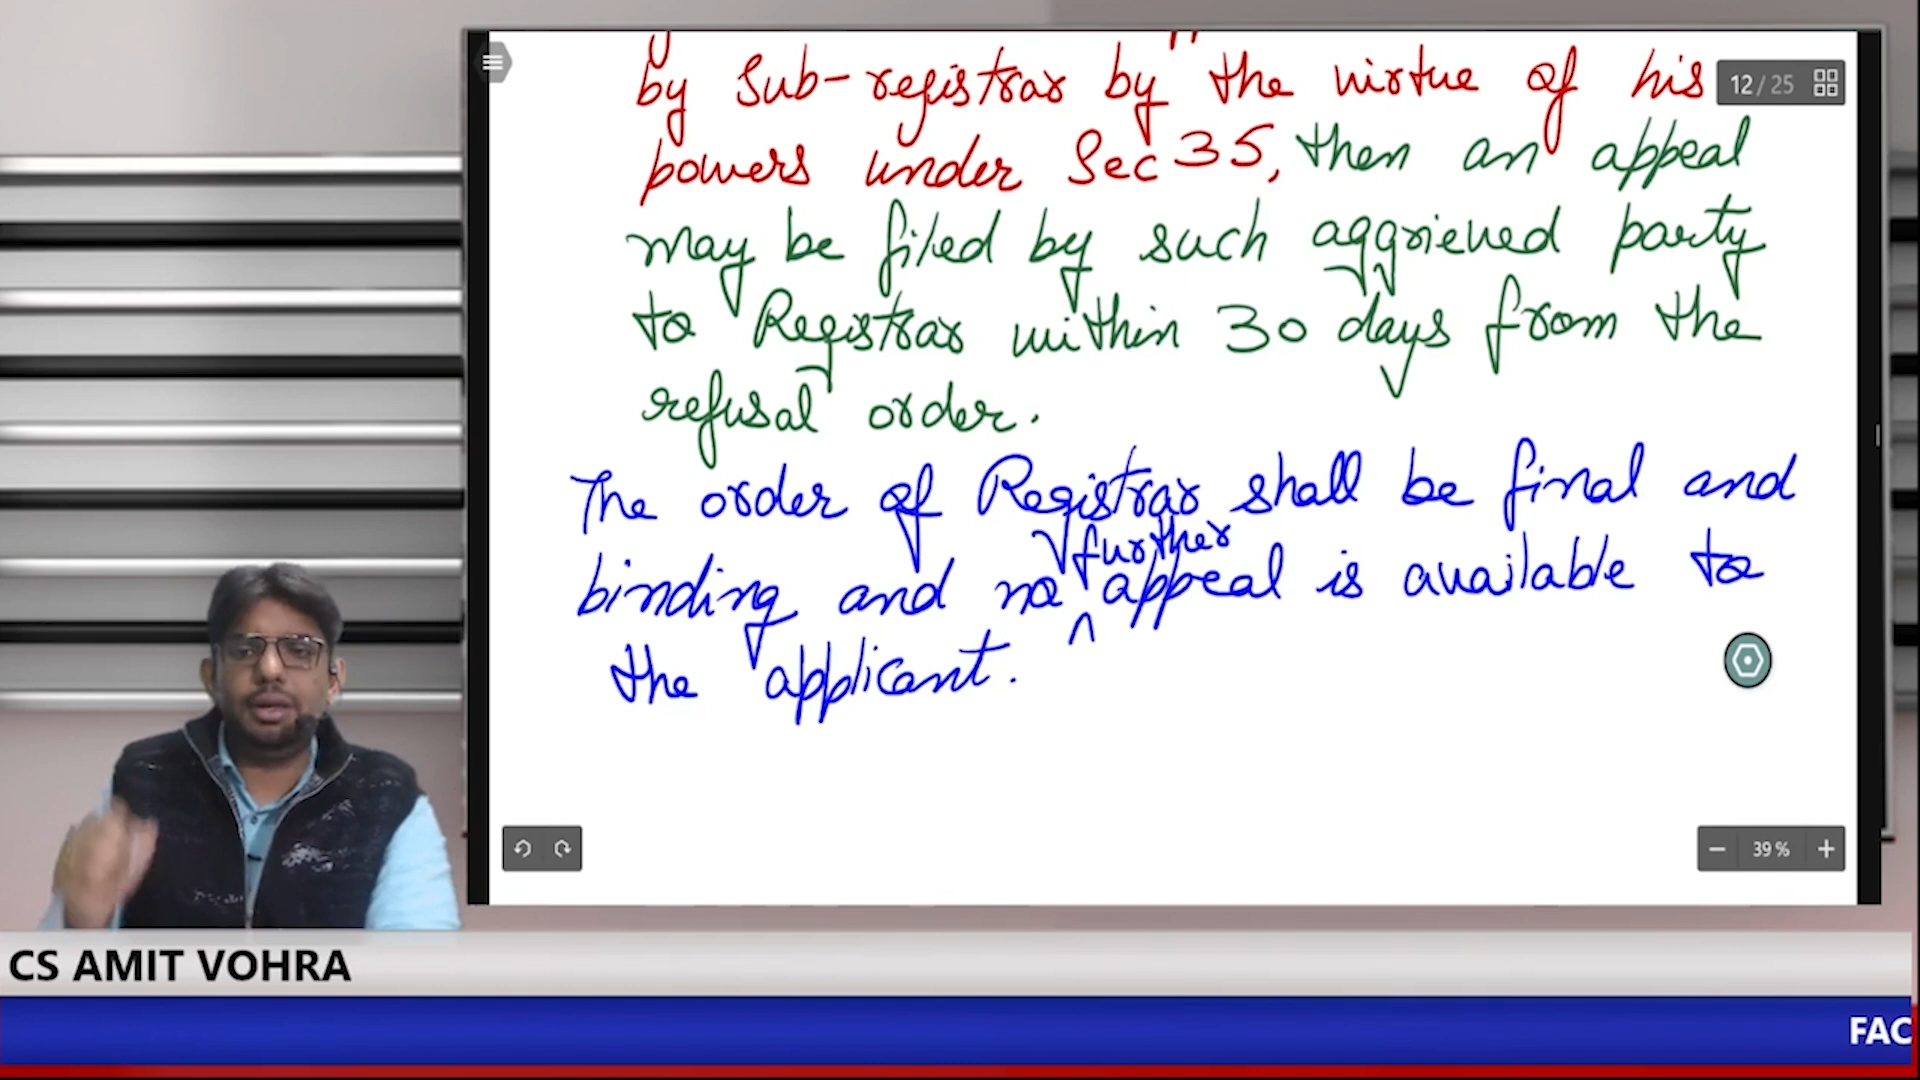 by Sub-registrar by the virtue of his
12 / 25
powers under Sec 35, then an appeal
may be filed by such aggrieved party
to Registrar within 30 days from the
refusal order.
The order of Registrar shall be final and
further
binding and no ^ appeal is available to
the applicant.
39 %
CS AMIT VOHRA
FAC